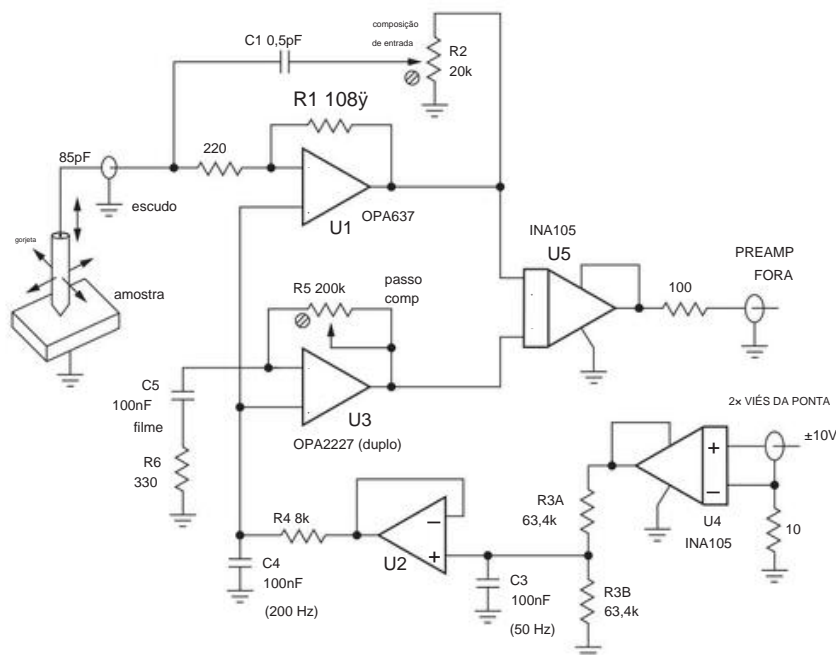 C1 0,5pF
composição
de entrada
R2
20k
R1 108ÿ
85pF
220
escudo
U1
OPA637
gorjeta
amostra
INA105
U5
PREAMP
FORA
100
R5 200k
passo
comp
C5
100nF
filme
U3
OPA2227 (duplo)
R6
330
2× VIÉS DA PONTA
±10V
+
−
U4
INA105
10
R3A
63,4k
R4 8k
−
+
U2
C4
100nF
(200 Hz)
C3
100nF
(50 Hz)
R3B
63,4k